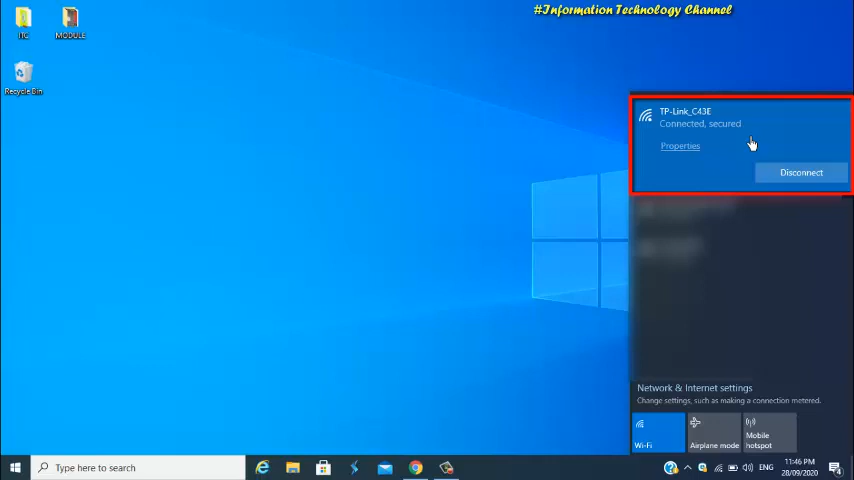 #Information Technology Channel
ITC
MODULE
Recycle Bin
TP-Link_C43E
Connected, secured
Properties
Disconnect
Network & Internet settings
Change settings, such as making a connection metered.
Wi-Fi
Airplane mode
Mobile
hotspot
Type here to search
ENG
11:46 PM
28/09/2020
4